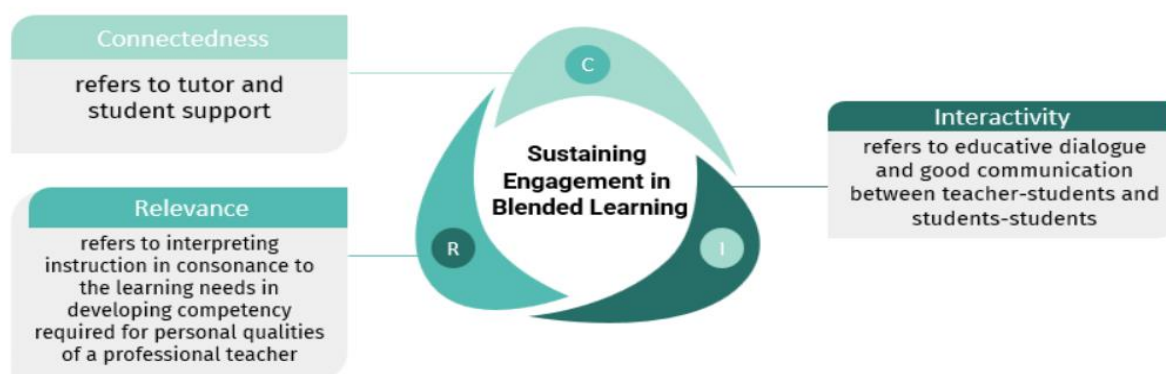 Connectedness
refers to tutor and
student support
Relevance
refers to interpreting
instruction in consonance to
the learning needs in
developing competency
required for personal qualities
of a professional teacher
C
Sustaining
Engagement in
Blended Learning
R
I
Interactivity
refers to educative dialogue
and good communication
between teacher-students and
students-students